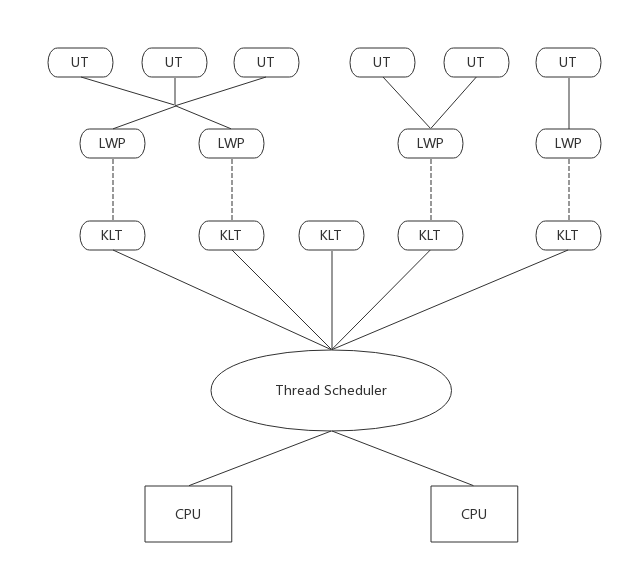 UT UT UT UT UT UT
LWP LWP LWP LWP
KLT KLT KLT KLT KLT
Thread Scheduler
CPU CPU